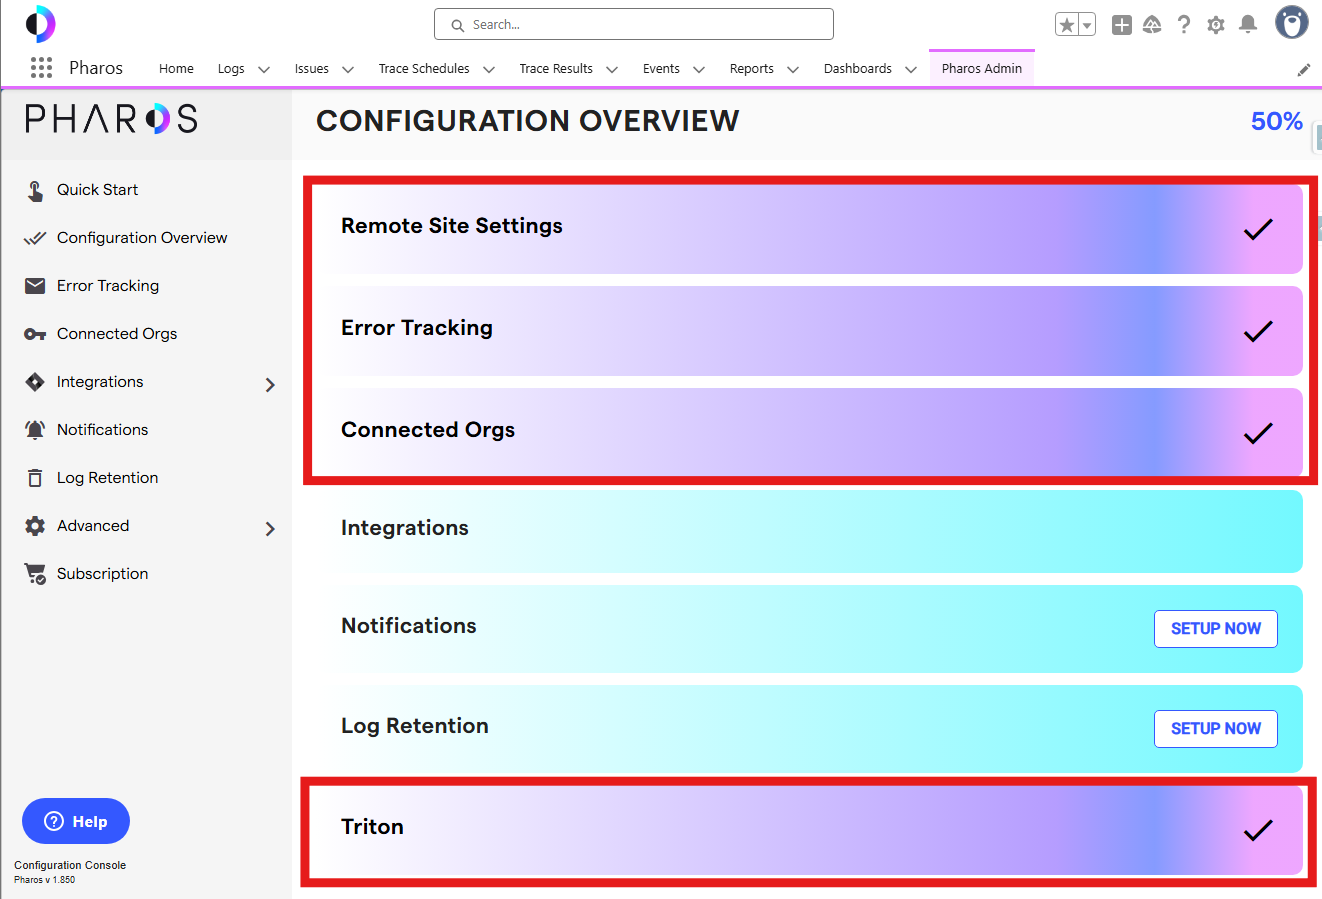 Search...
Pharos
Home
Logs
Issues
Trace Schedules
Trace Results
Events
Reports
Dashboards
Pharos Admin
PHAROS
CONFIGURATION OVERVIEW
50%
Quick Start
Configuration Overview
Error Tracking
Connected Orgs
Integrations
Notifications
Log Retention
Advanced
Subscription
Remote Site Settings
Error Tracking
Connected Orgs
Integrations
Notifications
SETUP NOW
Log Retention
SETUP NOW
Triton
Help
Configuration Console
Pharos v 1.850